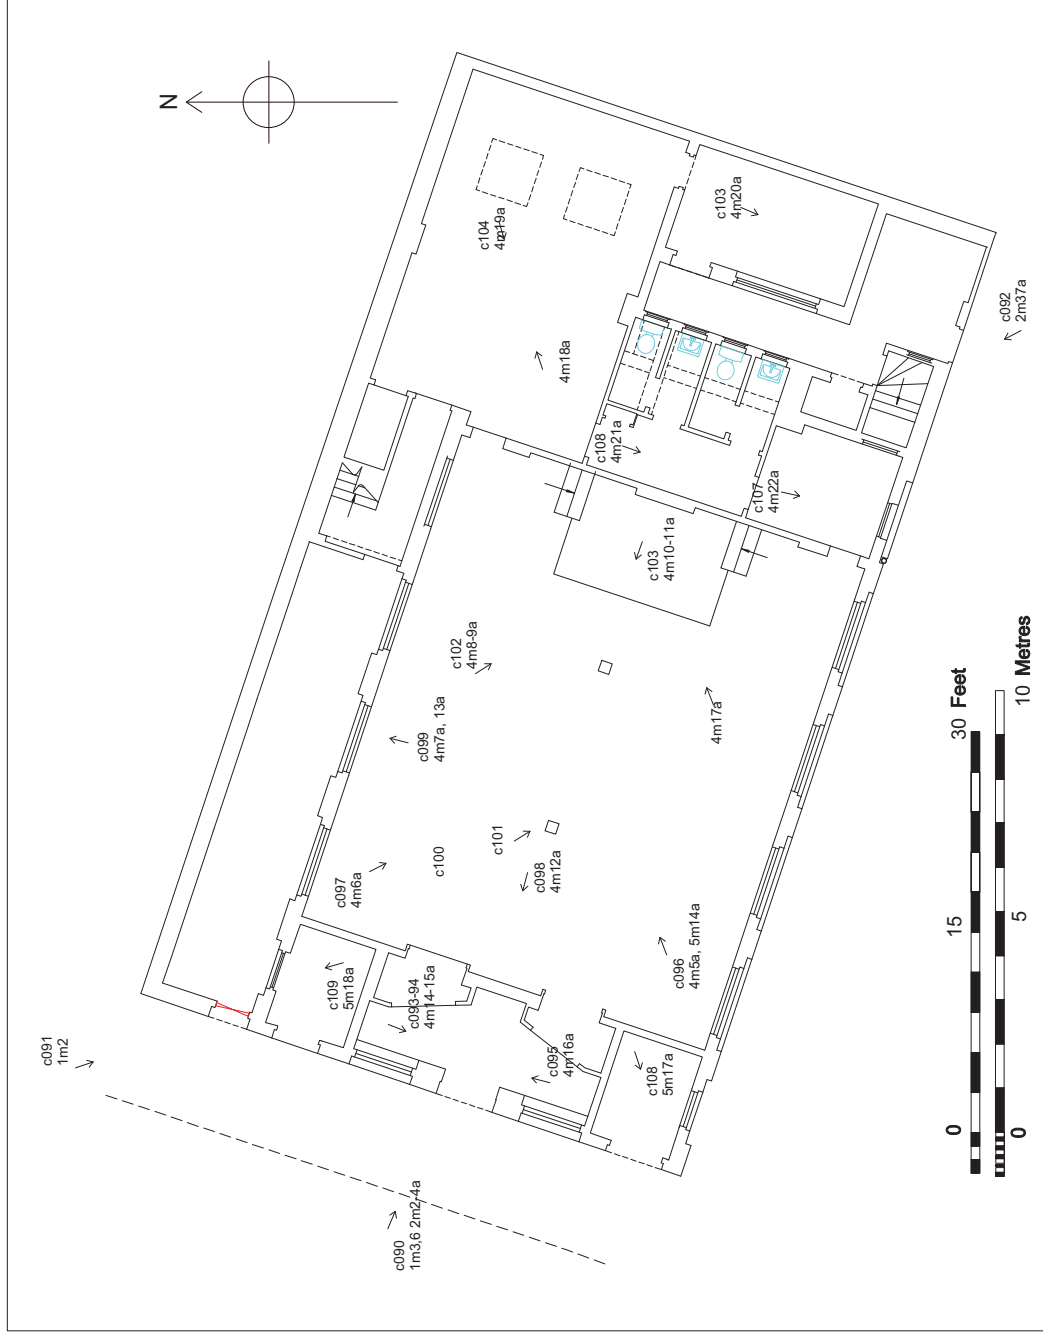 N
c104
4m19a
c103
4m20a
c092
2m37a
4m18a
c108
4m21a
c107
4m22a
c103
4m10-11a
c102
4m8-9a
c099
4m7a, 13a
4m17a
c101
c100
c098
4m12a
c097
4m6a
c096
4m5a, 5m14a
c109
5m18a
c093-94
4m14-15a
c095
4m16a
c108
5m17a
c091
1m2
c090
1m3,6 2m2-4a
0 15 30 Feet
0 5 10 Metres